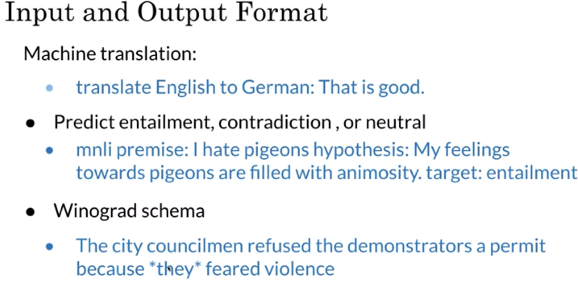 Input and Output Format
Machine translation:
• translate English to German: That is good.
• Predict entailment, contradiction , or neutral
• mnli premise: I hate pigeons hypothesis: My feelings
towards pigeons are filled with animosity. target: entailment
• Winograd schema
• The city councilmen refused the demonstrators a permit
because *they* feared violence